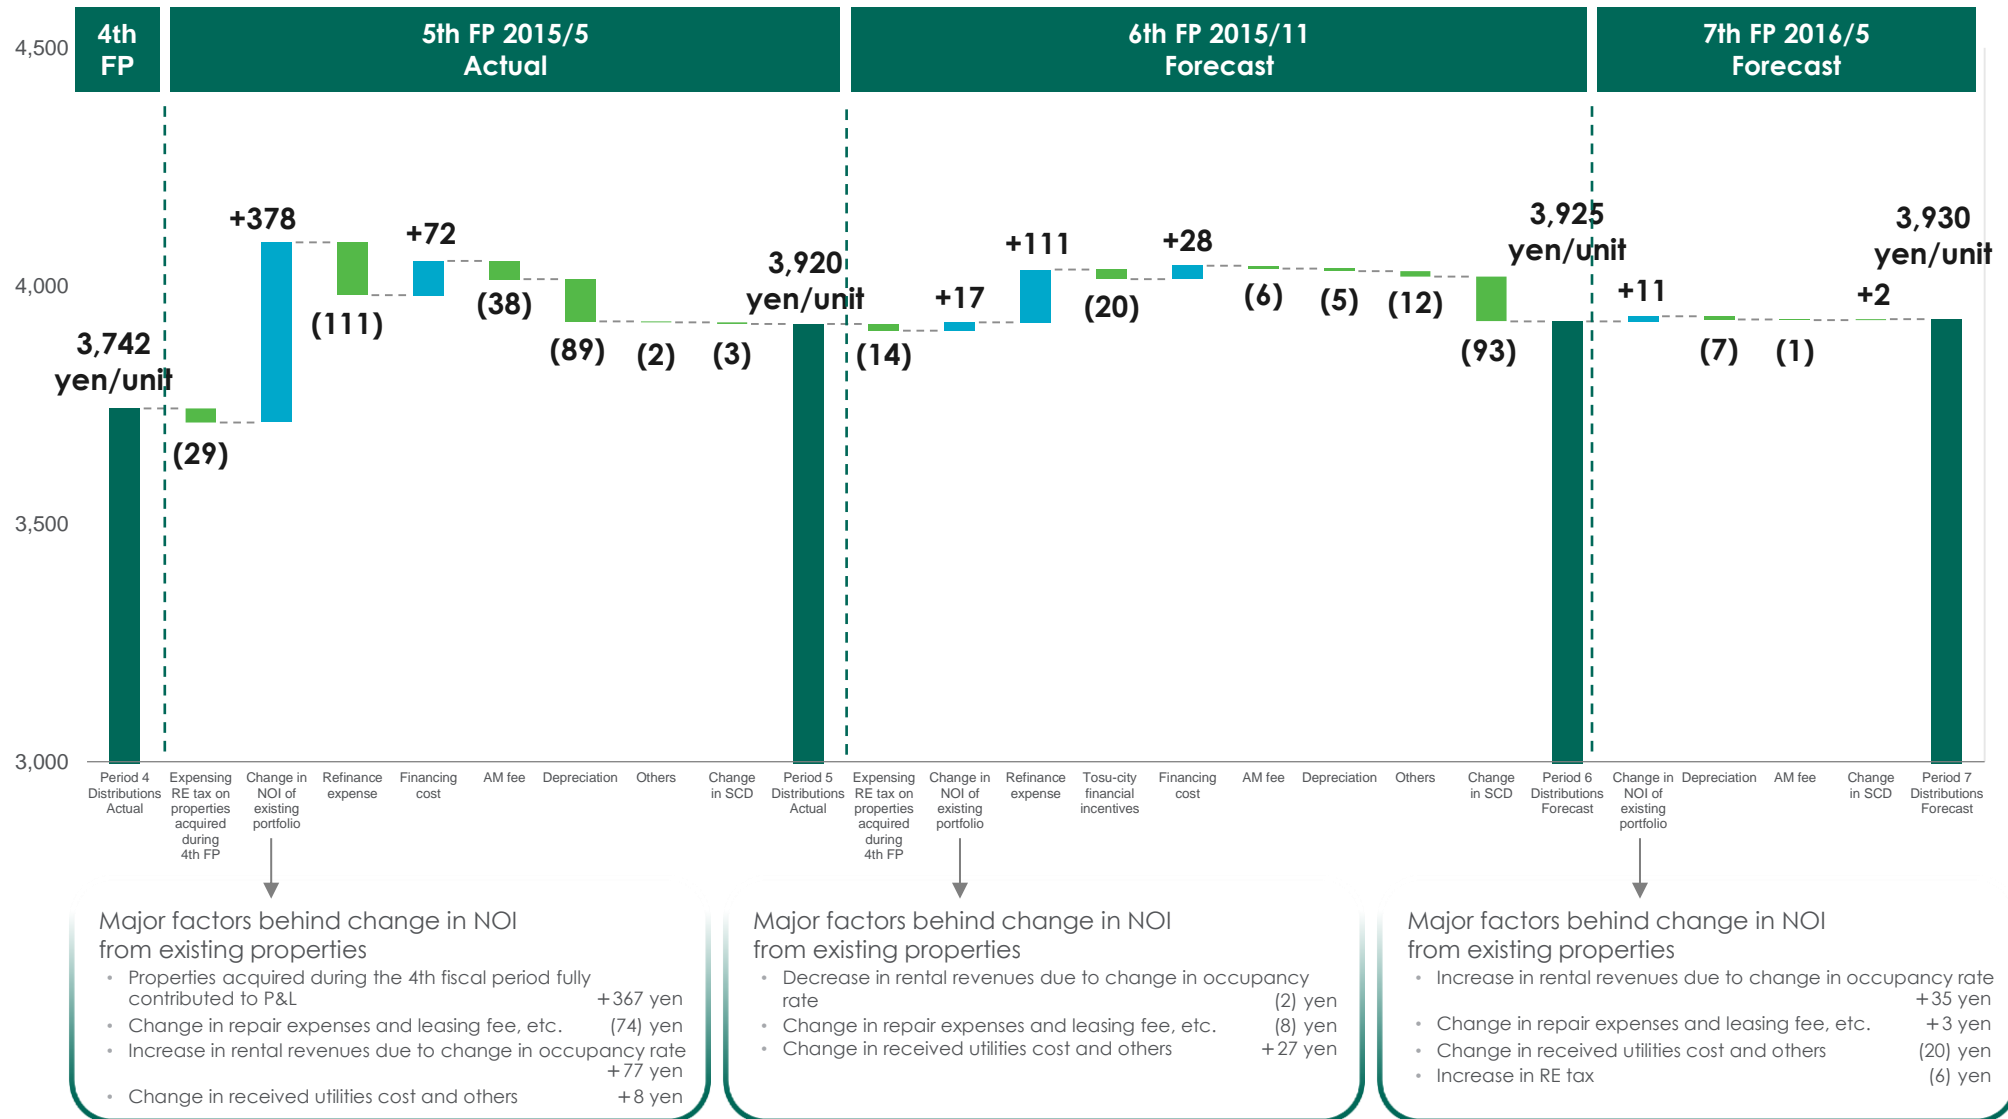 4th
FP
5th FP 2015/5
Actual
6th FP 2015/11
Forecast
7th FP 2016/5
Forecast
4,500
4,000
3,500
3,000
3,742
yen/unit
(29)
+378
(111)
+72
(38)
(89)
(2)
(3)
3,920
yen/unit
(14)
+17
+111
(20)
+28
(6)
(5)
(12)
(93)
3,925
yen/unit
+11
(7)
(1)
+2
3,930
yen/unit
Period 4
Distributions
Actual
Expensing
RE tax on
properties
acquired
during
4th FP
Change in
NOI of
existing
portfolio
Refinance
expense
Financing
cost
AM fee
Depreciation
Others
Change
in SCD
Period 5
Distributions
Actual
Expensing
RE tax on
properties
acquired
during
4th FP
Change in
NOI of
existing
portfolio
Refinance
expense
Tosu-city
financial
incentives
Financing
cost
AM fee
Depreciation
Others
Change
in SCD
Period 6
Distributions
Forecast
Change in
NOI of
existing
portfolio
Depreciation
AM fee
Change
in SCD
Period 7
Distributions
Forecast
Major factors behind change in NOI
from existing properties
• Properties acquired during the 4th fiscal period fully
contributed to P&L +367 yen
• Change in repair expenses and leasing fee, etc. (74) yen
• Increase in rental revenues due to change in occupancy rate
+77 yen
• Change in received utilities cost and others +8 yen
Major factors behind change in NOI
from existing properties
• Decrease in rental revenues due to change in occupancy
rate (2) yen
• Change in repair expenses and leasing fee, etc. (8) yen
• Change in received utilities cost and others +27 yen
Major factors behind change in NOI
from existing properties
• Increase in rental revenues due to change in occupancy rate
+35 yen
• Change in repair expenses and leasing fee, etc. +3 yen
• Change in received utilities cost and others (20) yen
• Increase in RE tax (6) yen